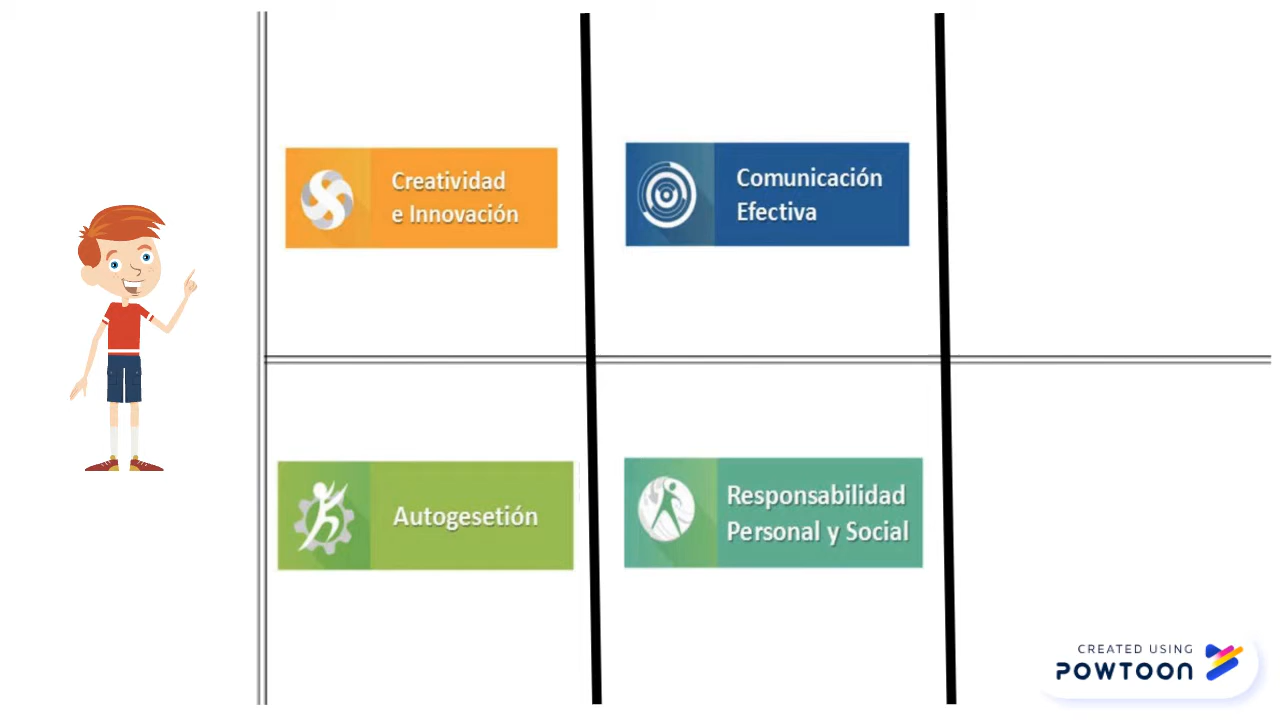 Creatividad
e Innovación
Comunicación
Efectiva
Autogesetión
Responsabilidad
Personal y Social
CREATED USING
POWTOON